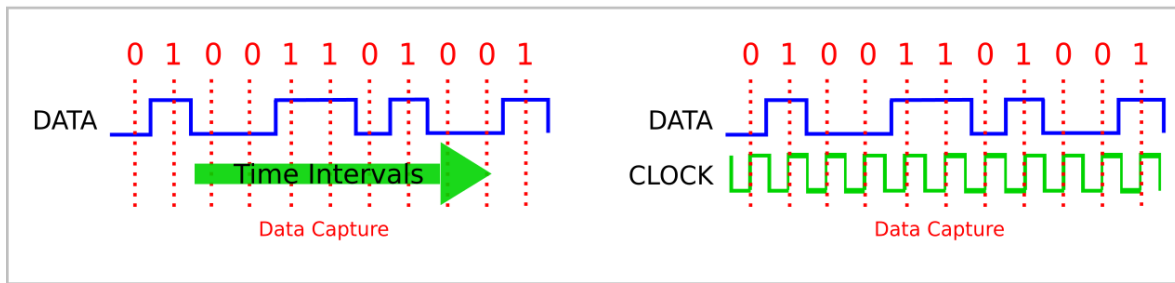 0 1 0 0 1 1 0 1 0 0 1
DATA
Time Intervals
Data Capture
0 1 0 0 1 1 0 1 0 0 1
DATA
CLOCK
Data Capture